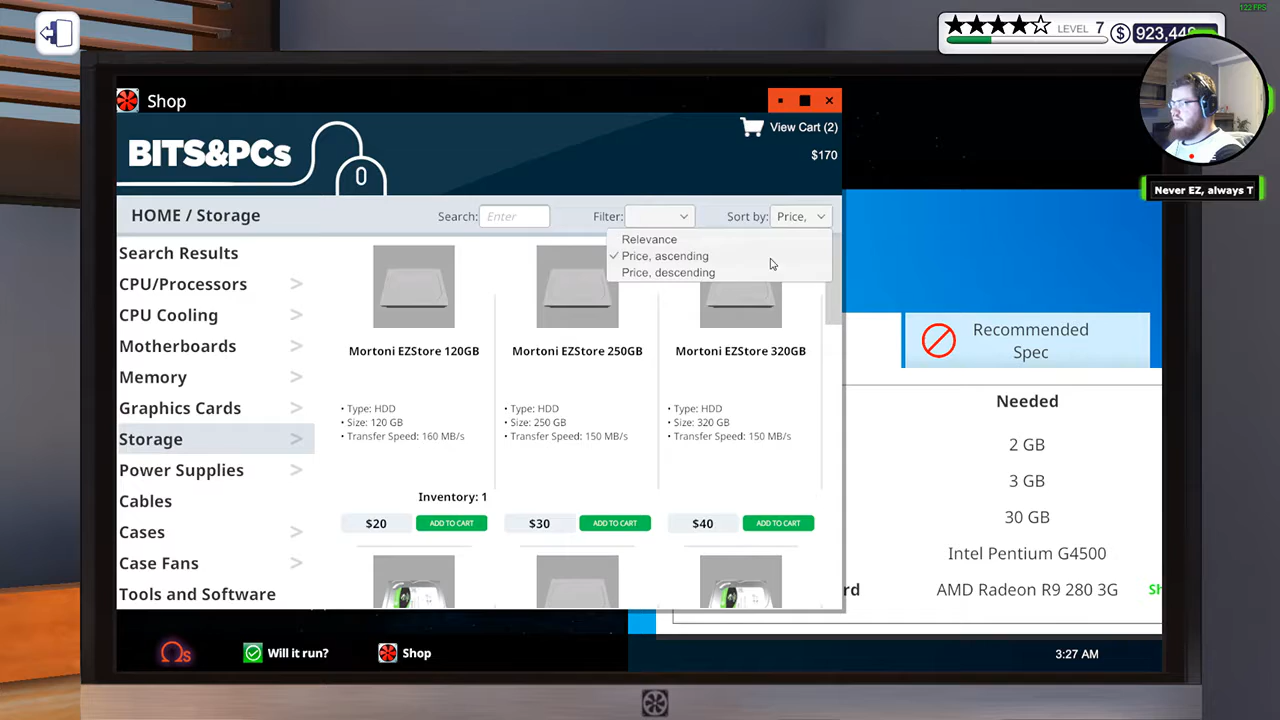 122 FPS
LEVEL 7
$ 923,44
Shop
View Cart (2)
BITS&PCs
$170
HOME / Storage
Search: Enter
Filter:
Sort by: Price,
Relevance
Price, ascending
Price, descending
Search Results
CPU/Processors
CPU Cooling
Motherboards
Memory
Graphics Cards
Storage
Power Supplies
Cables
Cases
Case Fans
Tools and Software
Mortoni EZStore 120GB
• Type: HDD
• Size: 120 GB
• Transfer Speed: 160 MB/s
Inventory: 1
$20
ADD TO CART
Mortoni EZStore 250GB
• Type: HDD
• Size: 250 GB
• Transfer Speed: 150 MB/s
$30
ADD TO CART
Mortoni EZStore 320GB
• Type: HDD
• Size: 320 GB
• Transfer Speed: 150 MB/s
$40
ADD TO CART
Never EZ, always T
Recommended
Spec
Needed
2 GB
3 GB
30 GB
Intel Pentium G4500
rd
AMD Radeon R9 280 3G
Sh
Will it run?
Shop
3:27 AM